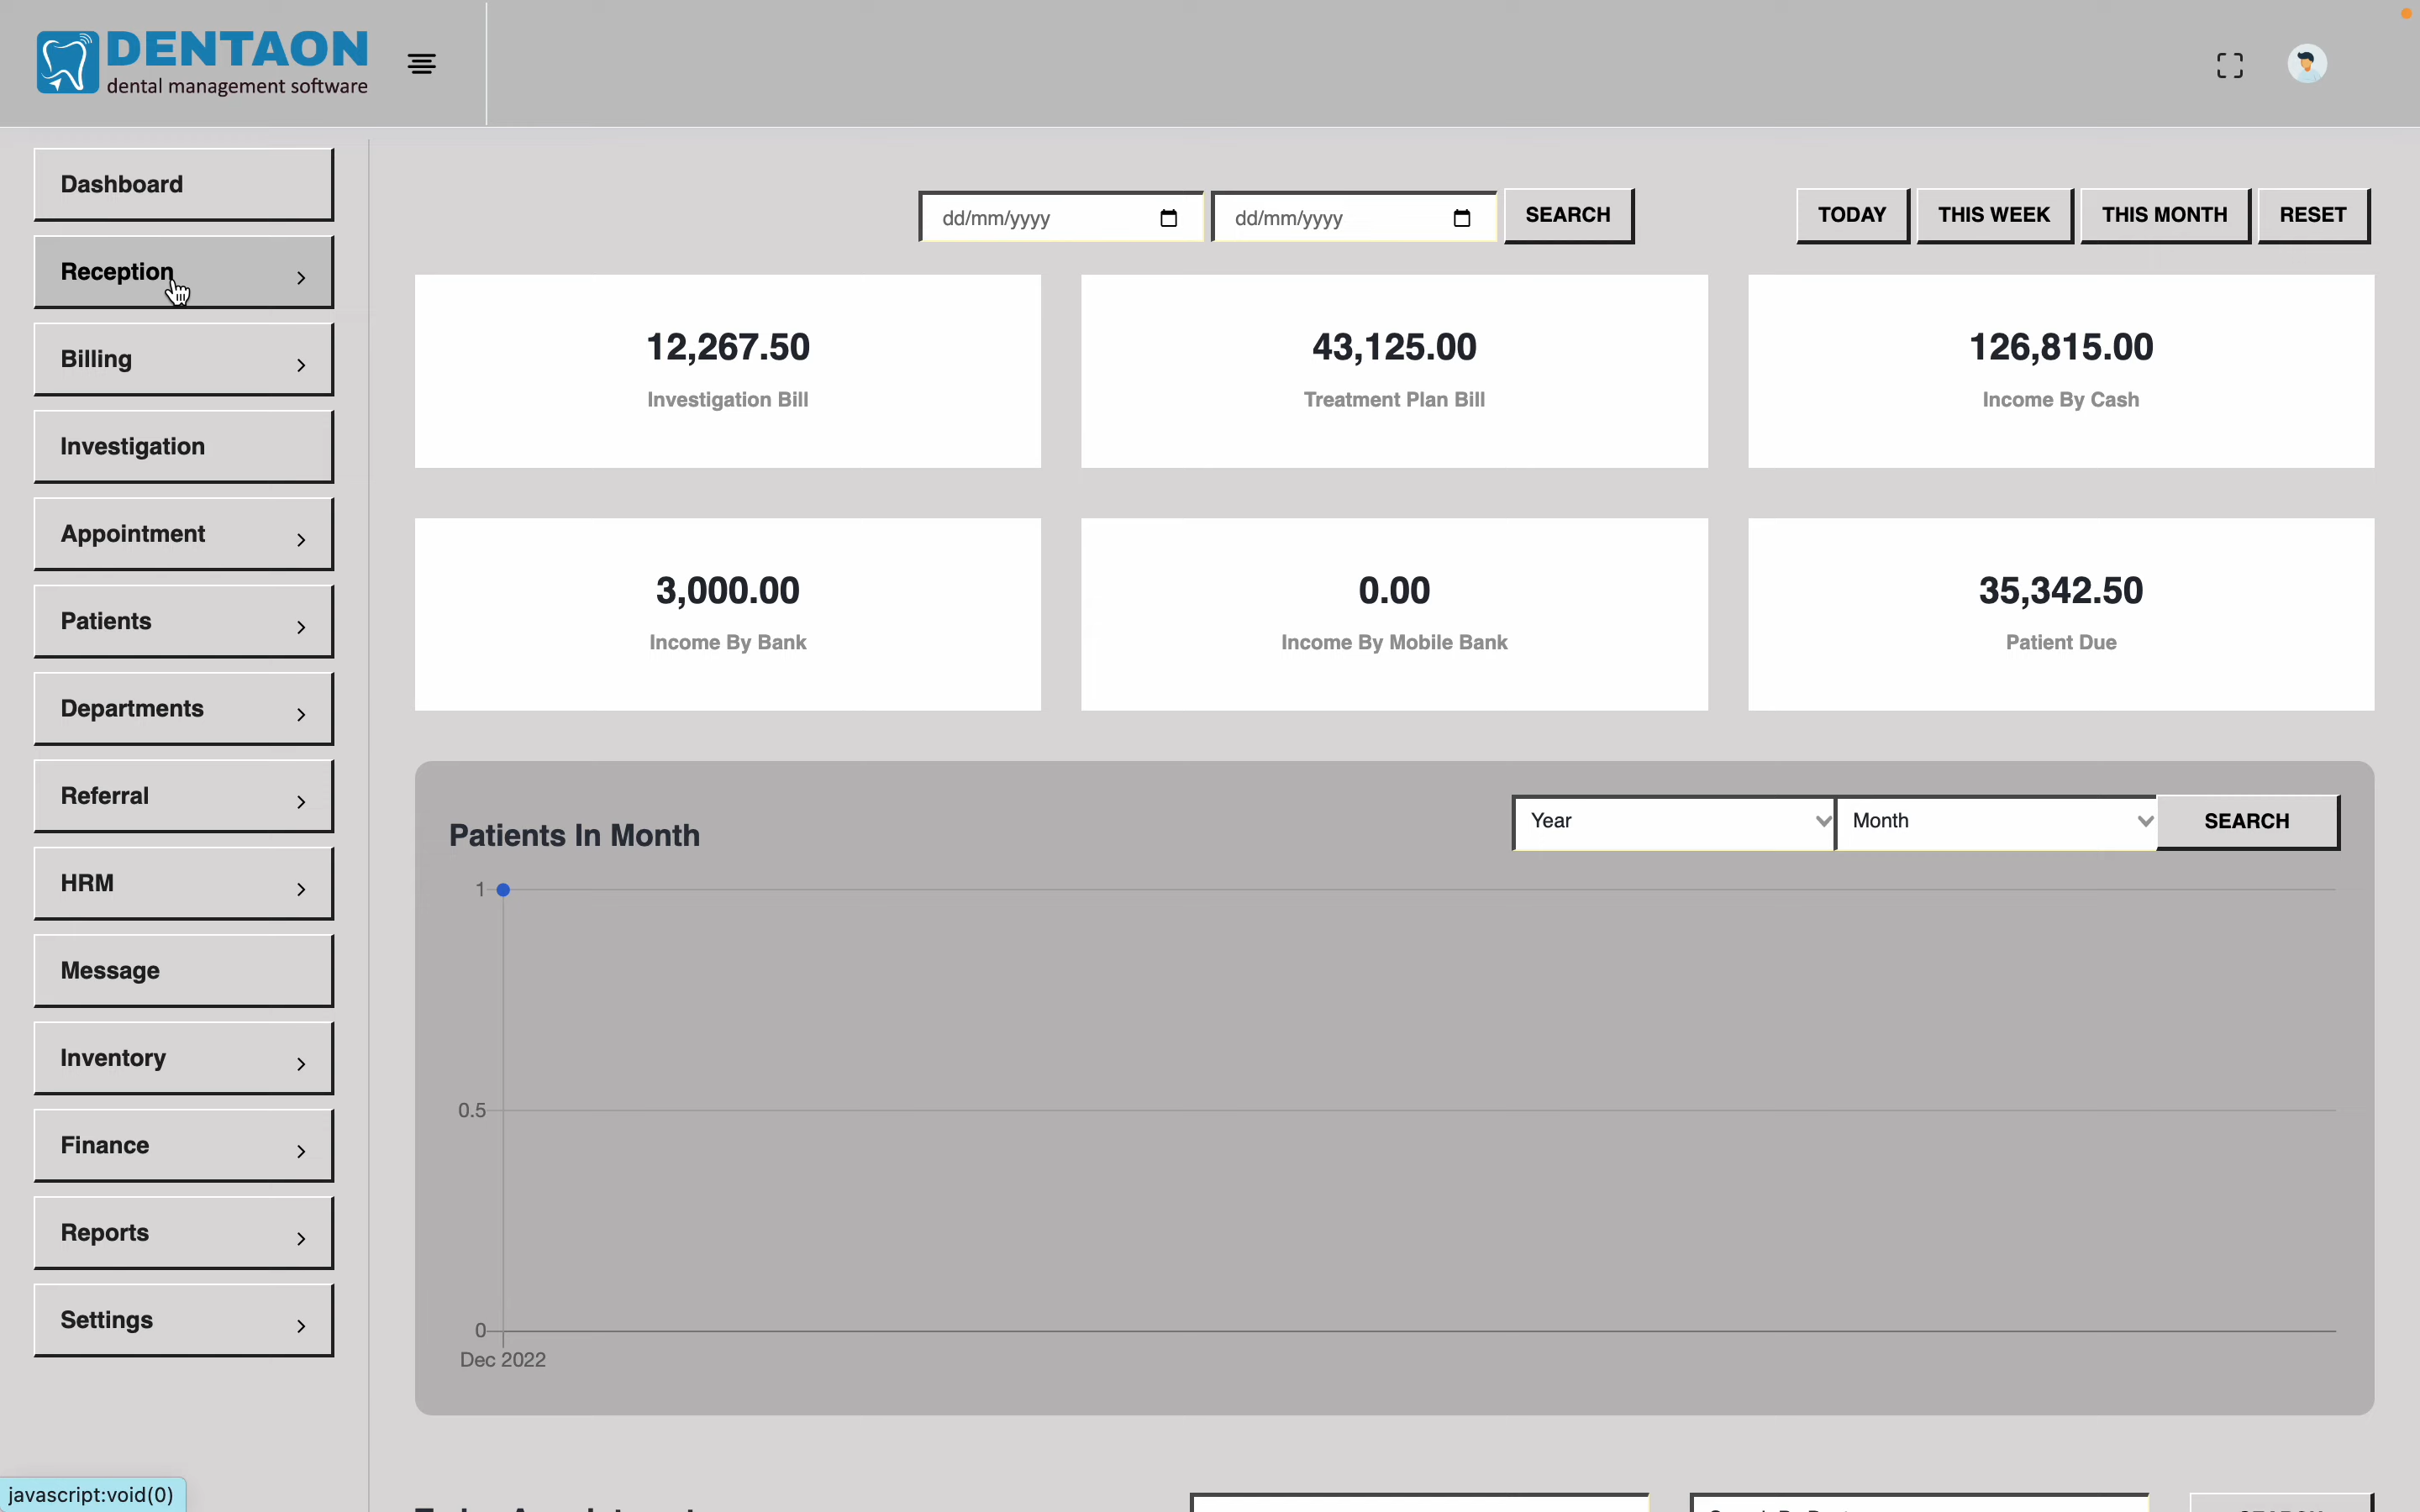 DENTAON
dental management software
Dashboard
Reception
Billing
Investigation
Appointment
Patients
Departments
Referral
HRM
Message
Inventory
Finance
Reports
Settings
dd/mm/yyyy dd/mm/yyyy SEARCH TODAY THIS WEEK THIS MONTH RESET
12,267.50
Investigation Bill
43,125.00
Treatment Plan Bill
126,815.00
Income By Cash
3,000.00
Income By Bank
0.00
Income By Mobile Bank
35,342.50
Patient Due
Patients In Month
Year Month SEARCH
1
0.5
0
Dec 2022
javascript:void(0)